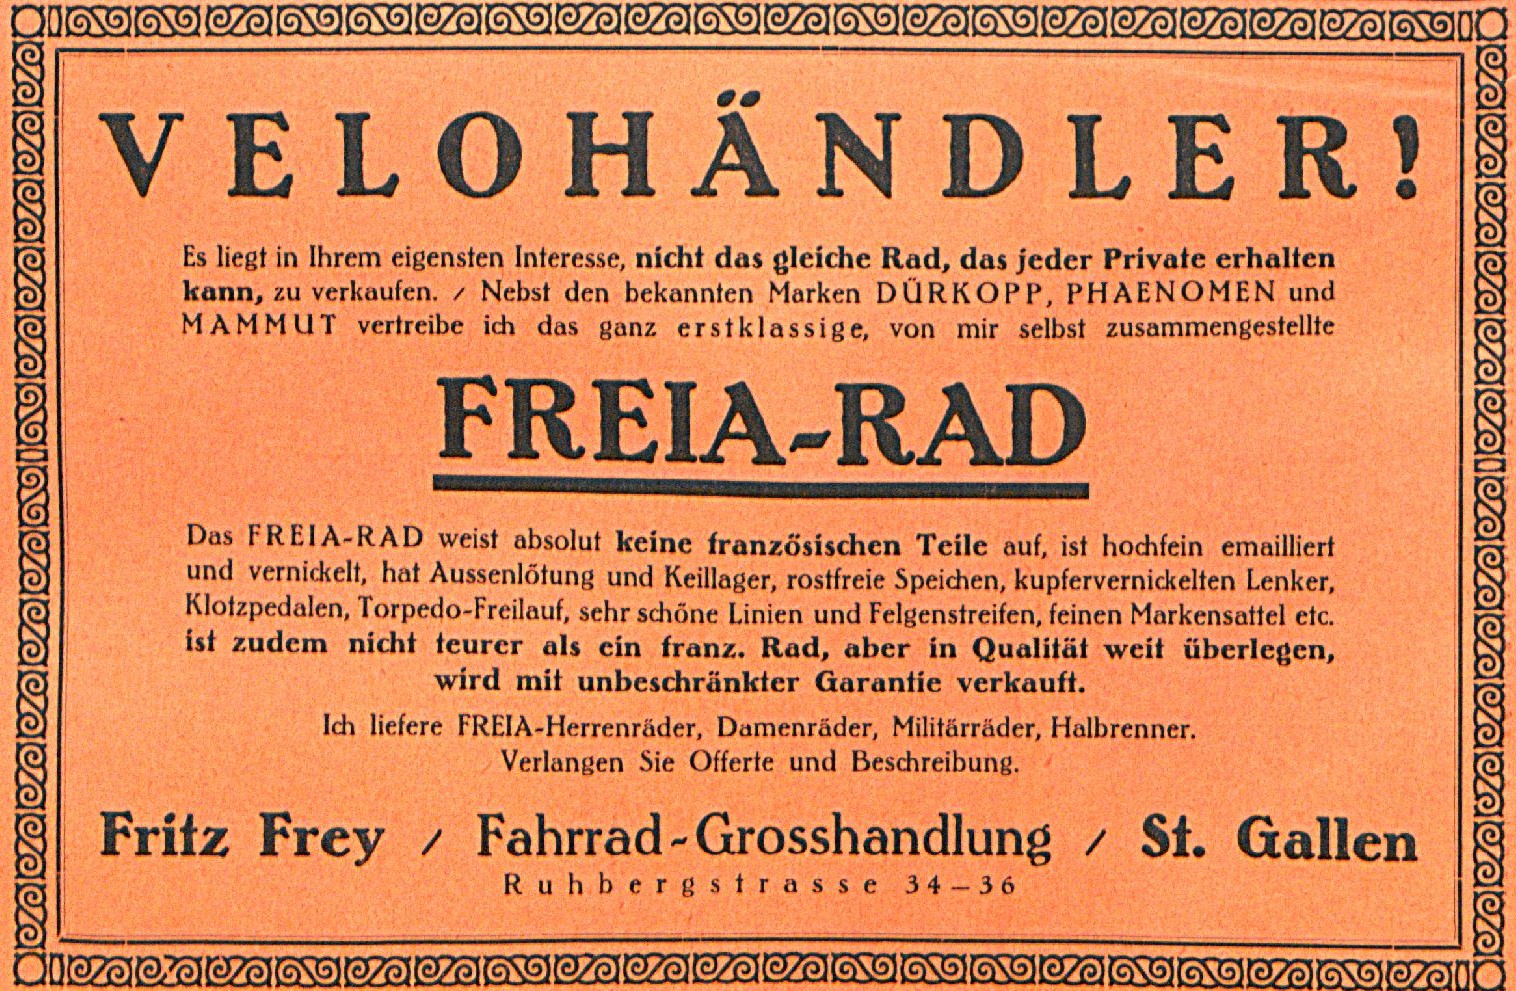 VELOHÄNDLER!
Es liegt in Ihrem eigensten Interesse, nicht das gleiche Rad, das jeder Private erhalten
kann, zu verkaufen. / Nebst den bekannten Marken DÜRKOPP, PHAENOMEN und
MAMMUT vertreibe ich das ganz erstklassige, von mir selbst zusammengestellte
FREIA-RAD
Das FREIA-RAD weist absolut keine französischen Teile auf, ist hochfein emailliert
und vernickelt, hat Aussenlötung und Keillager, rostfreie Speichen, kupfervernickelten Lenker,
Klotzpedalen, Torpedo-Freilauf, sehr schöne Linien und Felgenstreifen, feinen Markensattel etc.
ist zudem nicht teurer als ein franz. Rad, aber in Qualität weit überlegen,
wird mit unbeschränkter Garantie verkauft.
Ich liefere FREIA-Herrenräder, Damenräder, Militärräder, Halbrenner.
Verlangen Sie Offerte und Beschreibung.
Fritz Frey / Fahrrad-Grosshandlung / St. Gallen
Ruhbergstrasse 34–36